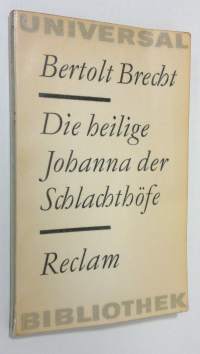 UNIVERSAL
Bertolt Brecht
Die heilige
Johanna der
Schlachthöfe
Reclam
BIBLIOTHEK